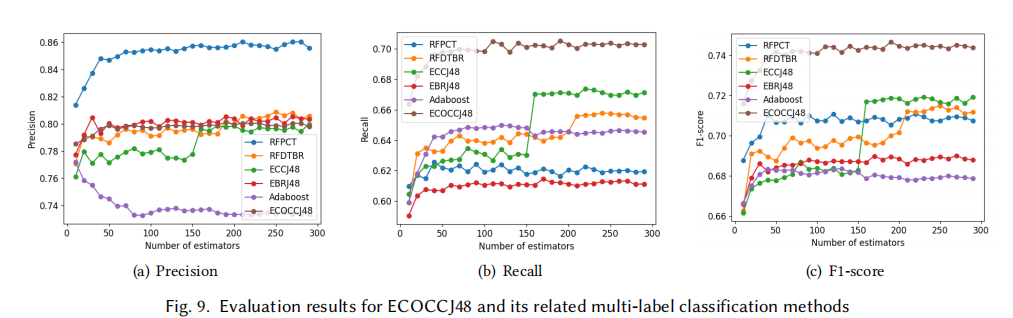 0.86
0.84
0.82
0.80
0.78
0.76
0.74
Precision
RFPCT
RFDTBR
ECCJ48
EBRJ48
Adaboost
ECOCCJ48
0 50 100 150 200 250 300
Number of estimators
(a) Precision
0.70
0.68
0.66
0.64
0.62
0.60
Recall
RFPCT
RFDTBR
ECCJ48
EBRJ48
Adaboost
ECOCCJ48
0 50 100 150 200 250 300
Number of estimators
(b) Recall
0.74
0.72
0.70
0.68
0.66
F1-score
RFPCT
RFDTBR
ECCJ48
EBRJ48
Adaboost
ECOCCJ48
0 50 100 150 200 250 300
Number of estimators
(c) F1-score
Fig. 9. Evaluation results for ECOCCJ48 and its related multi-label classification methods